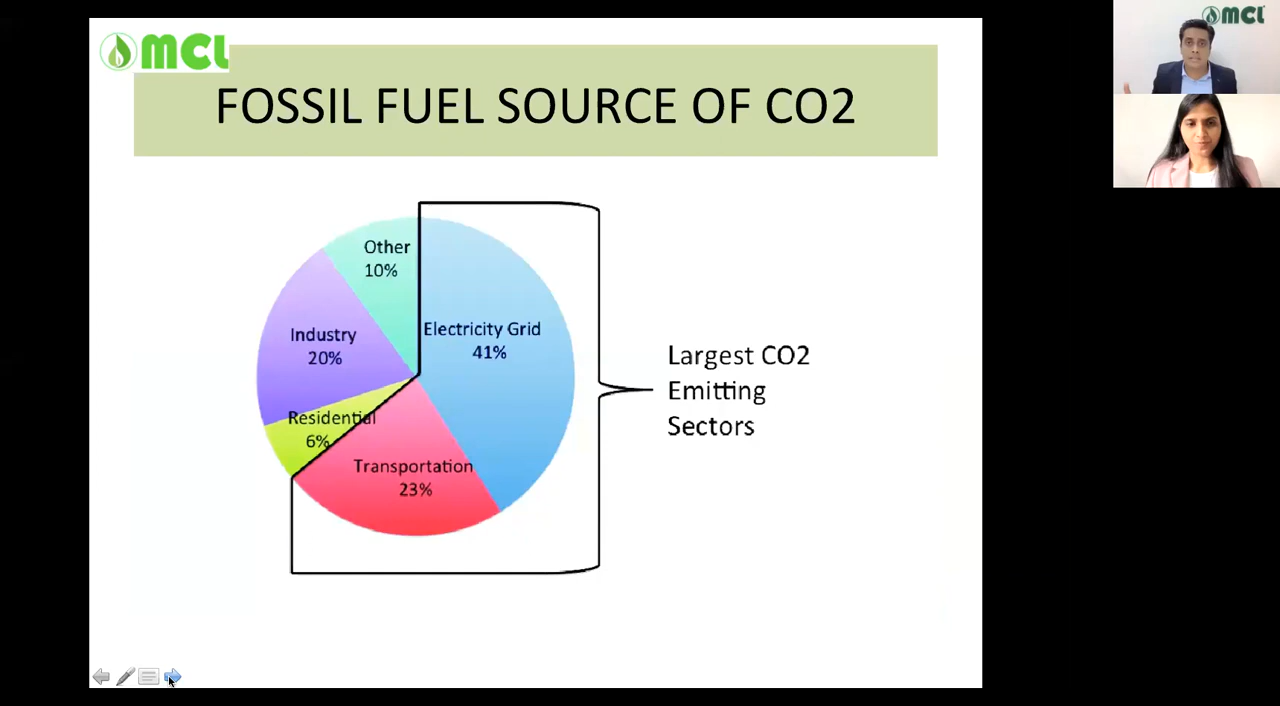 MCL
FOSSIL FUEL SOURCE OF CO2
Other
10%
Electricity Grid
41%
Industry
20%
Residential
6%
Transportation
23%
Largest CO2
Emitting
Sectors
MCL